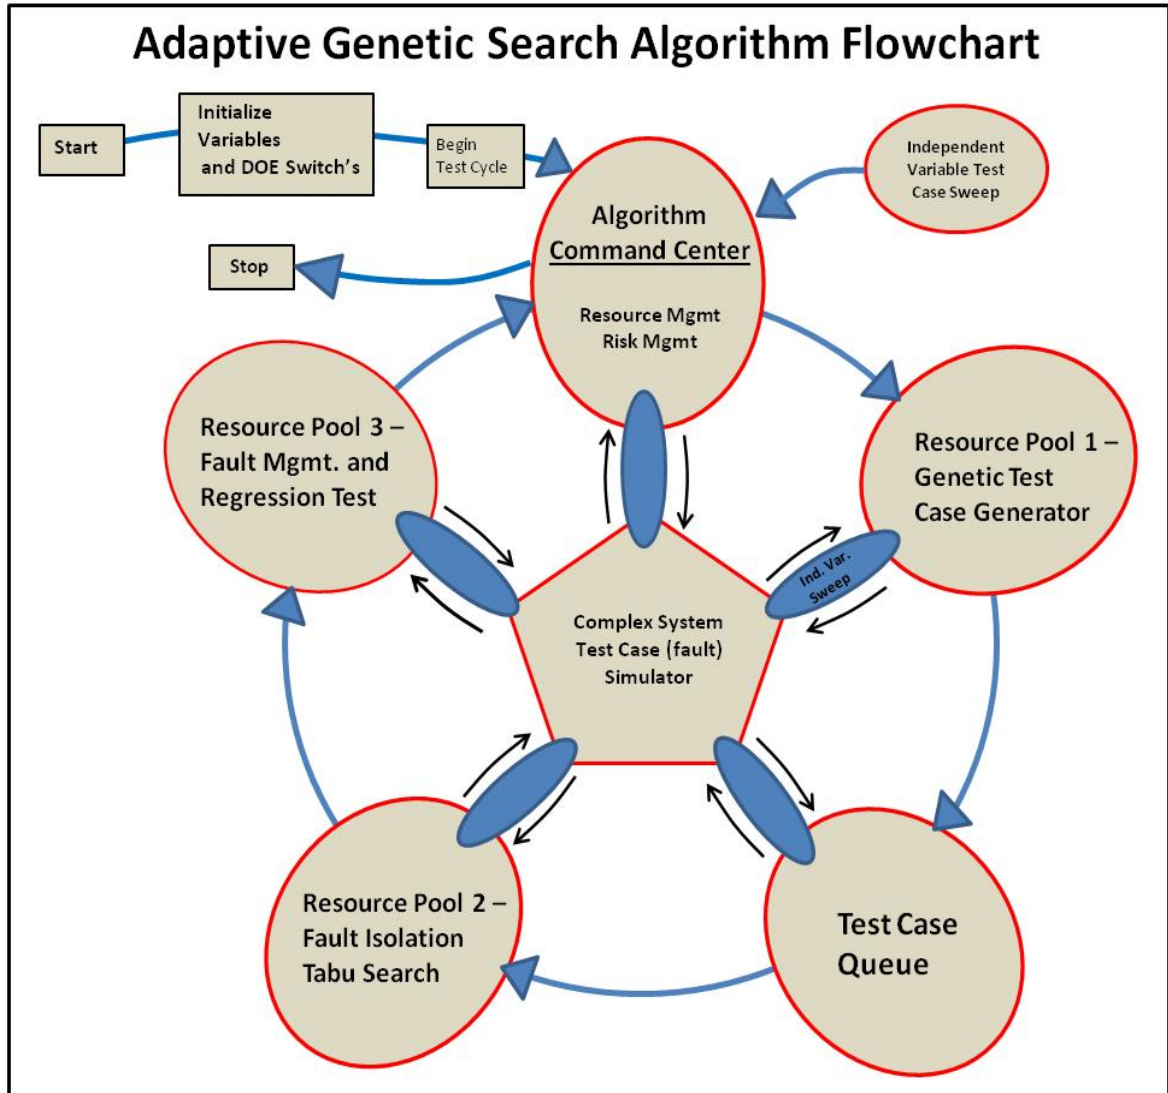 Adaptive Genetic Search Algorithm Flowchart
Start
Initialize
Variables
and DOE Switch's
Begin
Test Cycle
Independent
Variable Test
Case Sweep
Algorithm
Command Center
Resource Mgmt
Risk Mgmt
Stop
Resource Pool 3 –
Fault Mgmt. and
Regression Test
Resource Pool 1 –
Genetic Test
Case Generator
Ind. Var.
Sweep
Complex System
Test Case (fault)
Simulator
Resource Pool 2 –
Fault Isolation
Tabu Search
Test Case
Queue